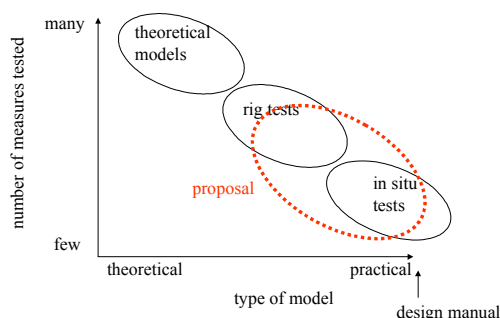 many
theoretical
models
rig tests
proposal
in situ
tests
number of measures tested
few
theoretical
practical
type of model
design manual